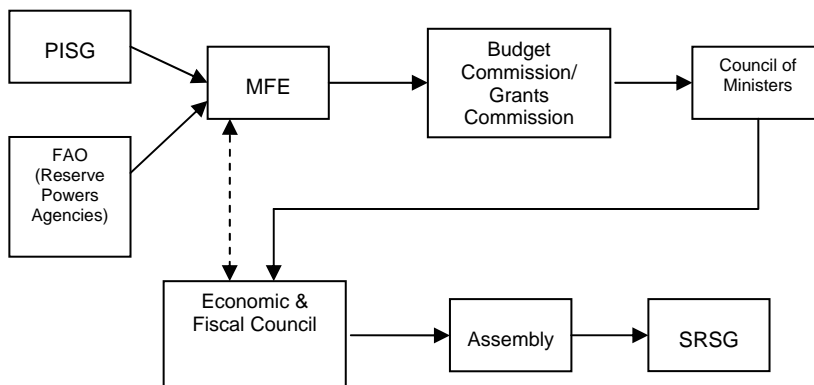 PISG
FAO
(Reserve
Powers
Agencies)
MFE
Budget
Commission/
Grants
Commission
Council of
Ministers
Economic &
Fiscal Council
Assembly
SRSG